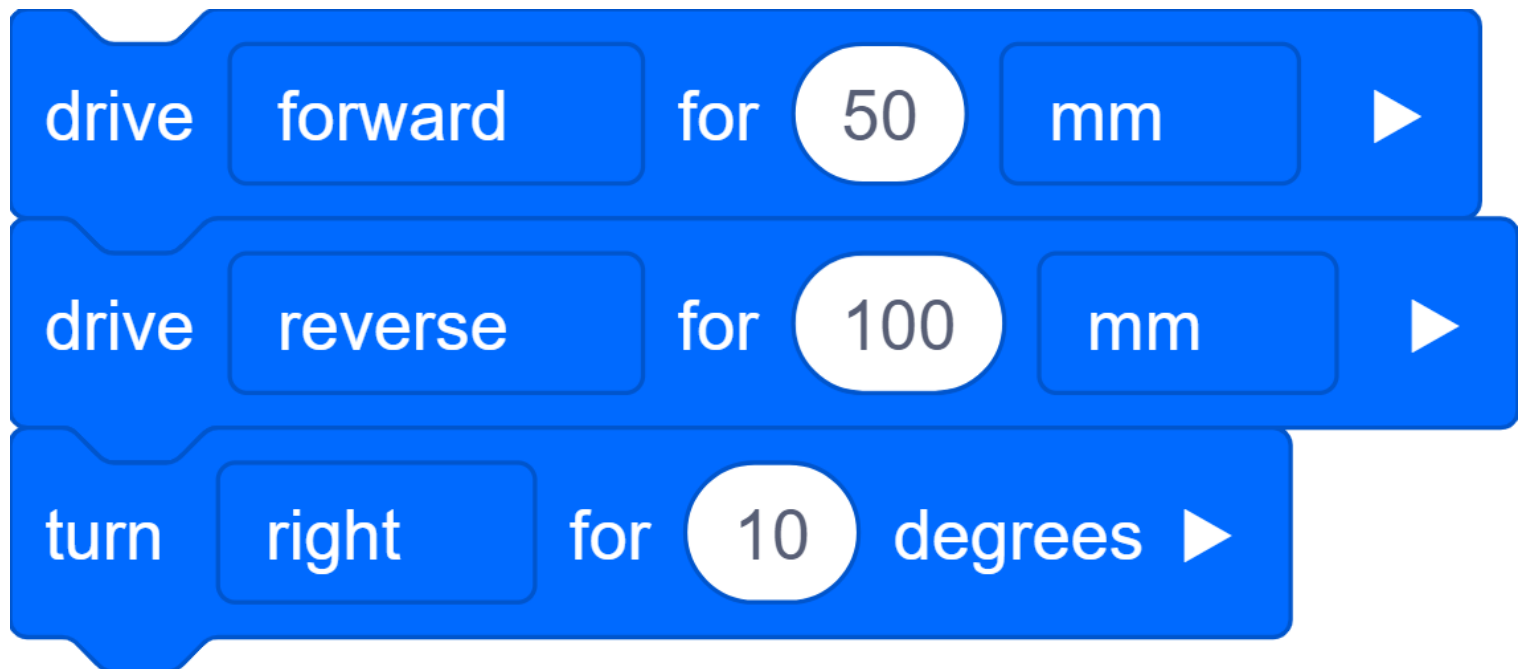 drive forward for 50 mm
drive reverse for 100 mm
turn right for 10 degrees